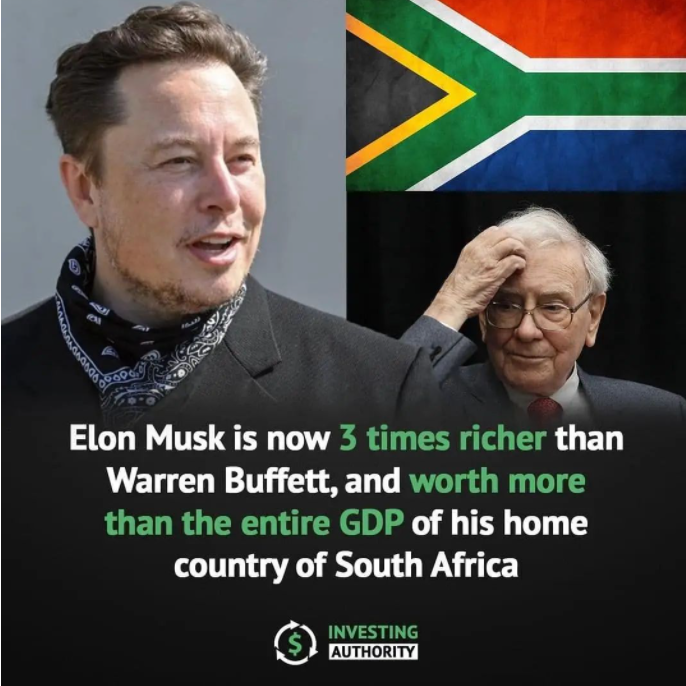 Elon Musk is now 3 times richer than
Warren Buffett, and worth more
than the entire GDP of his home
country of South Africa
$
INVESTING
AUTHORITY